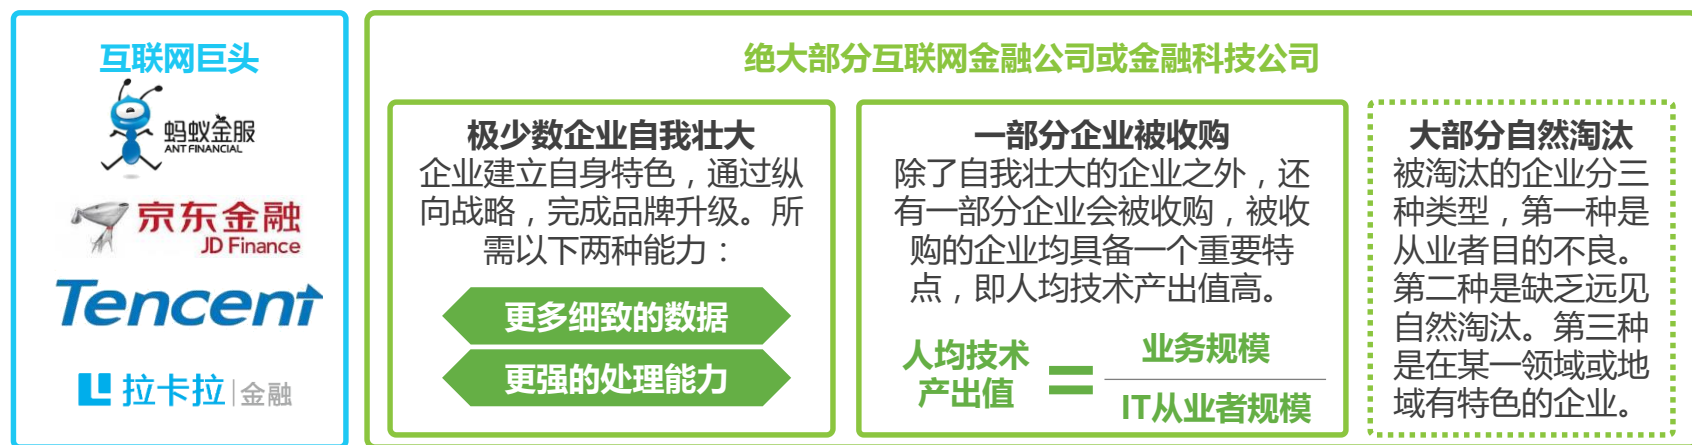 互联网巨头
蚂蚁金服
ANT FINANCIAL
京东金融
JD Finance
Tencent
拉卡拉|金融
绝大部分互联网金融公司或金融科技公司
极少数企业自我壮大
企业建立自身特色，通过纵
向战略，完成品牌升级。所
需以下两种能力：
更多细致的数据
更强的处理能力
一部分企业被收购
除了自我壮大的企业之外，还
有一部分企业会被收购，被收
购的企业均具备一个重要特
点，即人均技术产出值高。
人均技术
产出值
=
业务规模
IT从业者规模
大部分自然淘汰
被淘汰的企业分三
种类型，第一种是
从业者目的不良。
第二种是缺乏远见
自然淘汰。第三种
是在某一领域或地
域有特色的企业。